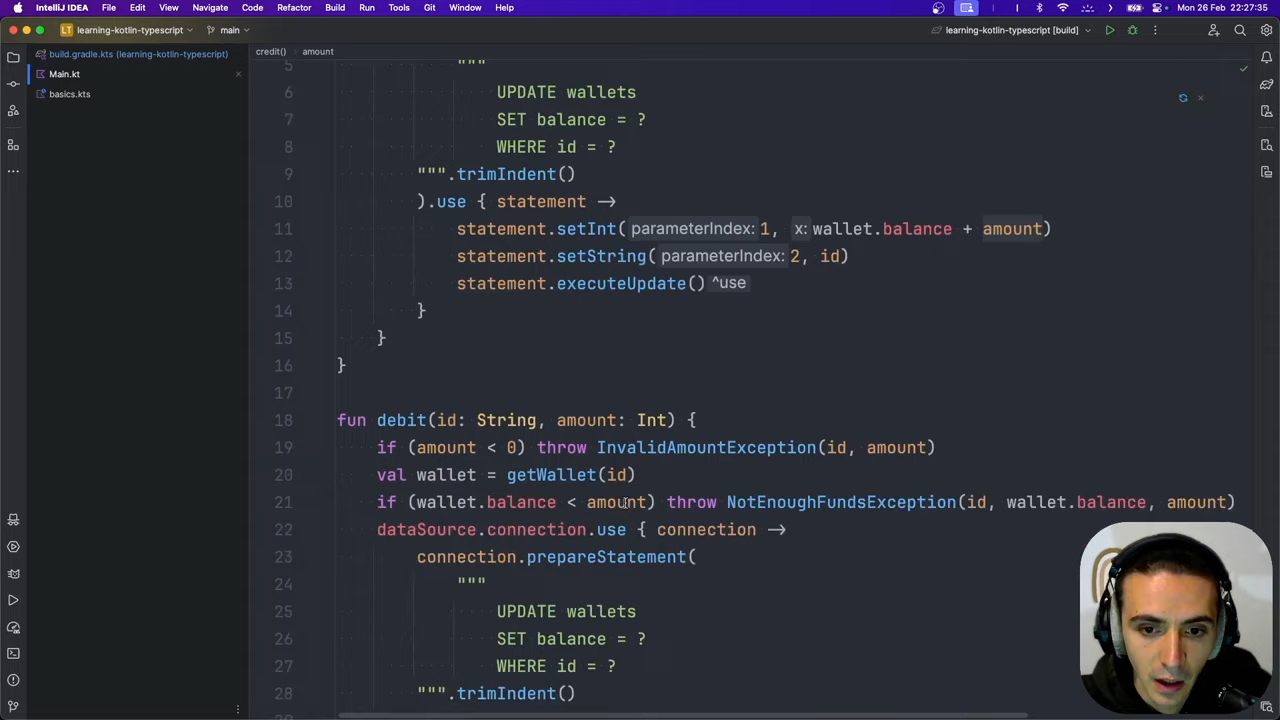 IntelliJ IDEA File Edit View Navigate Code Refactor Build Run Tools Git Window Help Mon 26 Feb 22:27:35
LT learning-kotlin-typescript main learning-kotlin-typescript [build]
build.gradle.kts (learning-kotlin-typescript)
Main.kt
basics.kts
credit() amount
5 """
6 UPDATE wallets
7 SET balance = ?
8 WHERE id = ?
9 """.trimIndent()
10 ).use { statement ->
11 statement.setInt( parameterIndex: 1, x: wallet.balance + amount)
12 statement.setString( parameterIndex: 2, id)
13 statement.executeUpdate() ^use
14 }
15 }
16 }
17
18 fun debit(id: String, amount: Int) {
19 if (amount < 0) throw InvalidAmountException(id, amount)
20 val wallet = getWallet(id)
21 if (wallet.balance < amount) throw NotEnoughFundsException(id, wallet.balance, amount)
22 dataSource.connection.use { connection ->
23 connection.prepareStatement(
24 """
25 UPDATE wallets
26 SET balance = ?
27 WHERE id = ?
28 """.trimIndent()